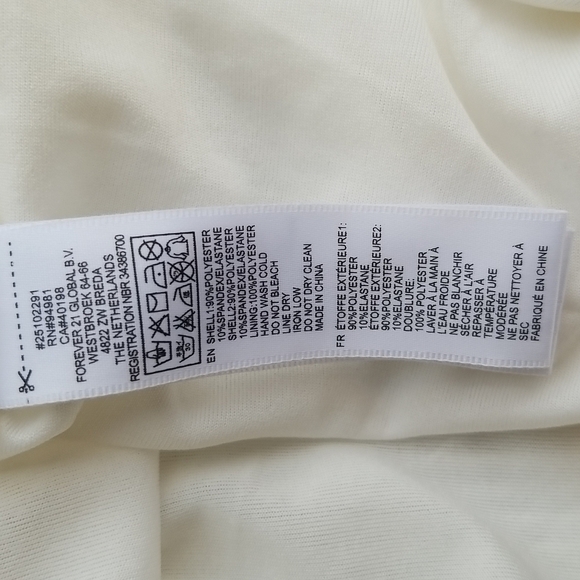 #25102291
RN#94981
CA#40198
FOREVER 21 GLOBAL B.V.
WESTBROEK 64-66
4822 ZW BREDA
THE NETHERLANDS
REGISTRATION NBR 34386700
EN SHELL1:90%POLYESTER
10%SPANDEX/ELASTANE
SHELL2:90%POLYESTER
10%SPANDEX/ELASTANE
LINING:100%POLYESTER
HAND WASH COLD
DO NOT BLEACH
LINE DRY
IRON LOW
DO NOT DRY CLEAN
MADE IN CHINA
FR ÉTOFFE EXTÉRIEURE1:
90%POLYESTER
10%ELASTANE
ÉTOFFE EXTÉRIEURE2:
90%POLYESTER
10%ELASTANE
DOUBLURE:
100% POLYESTER
LAVER À LA MAIN À
L'EAU FROIDE
NE PAS BLANCHIR
SÉCHER À L'AIR
REPASSER À
TEMPÉRATURE
MODÉRÉE
NE PAS NETTOYER À
SEC
FABRIQUÉ EN CHINE